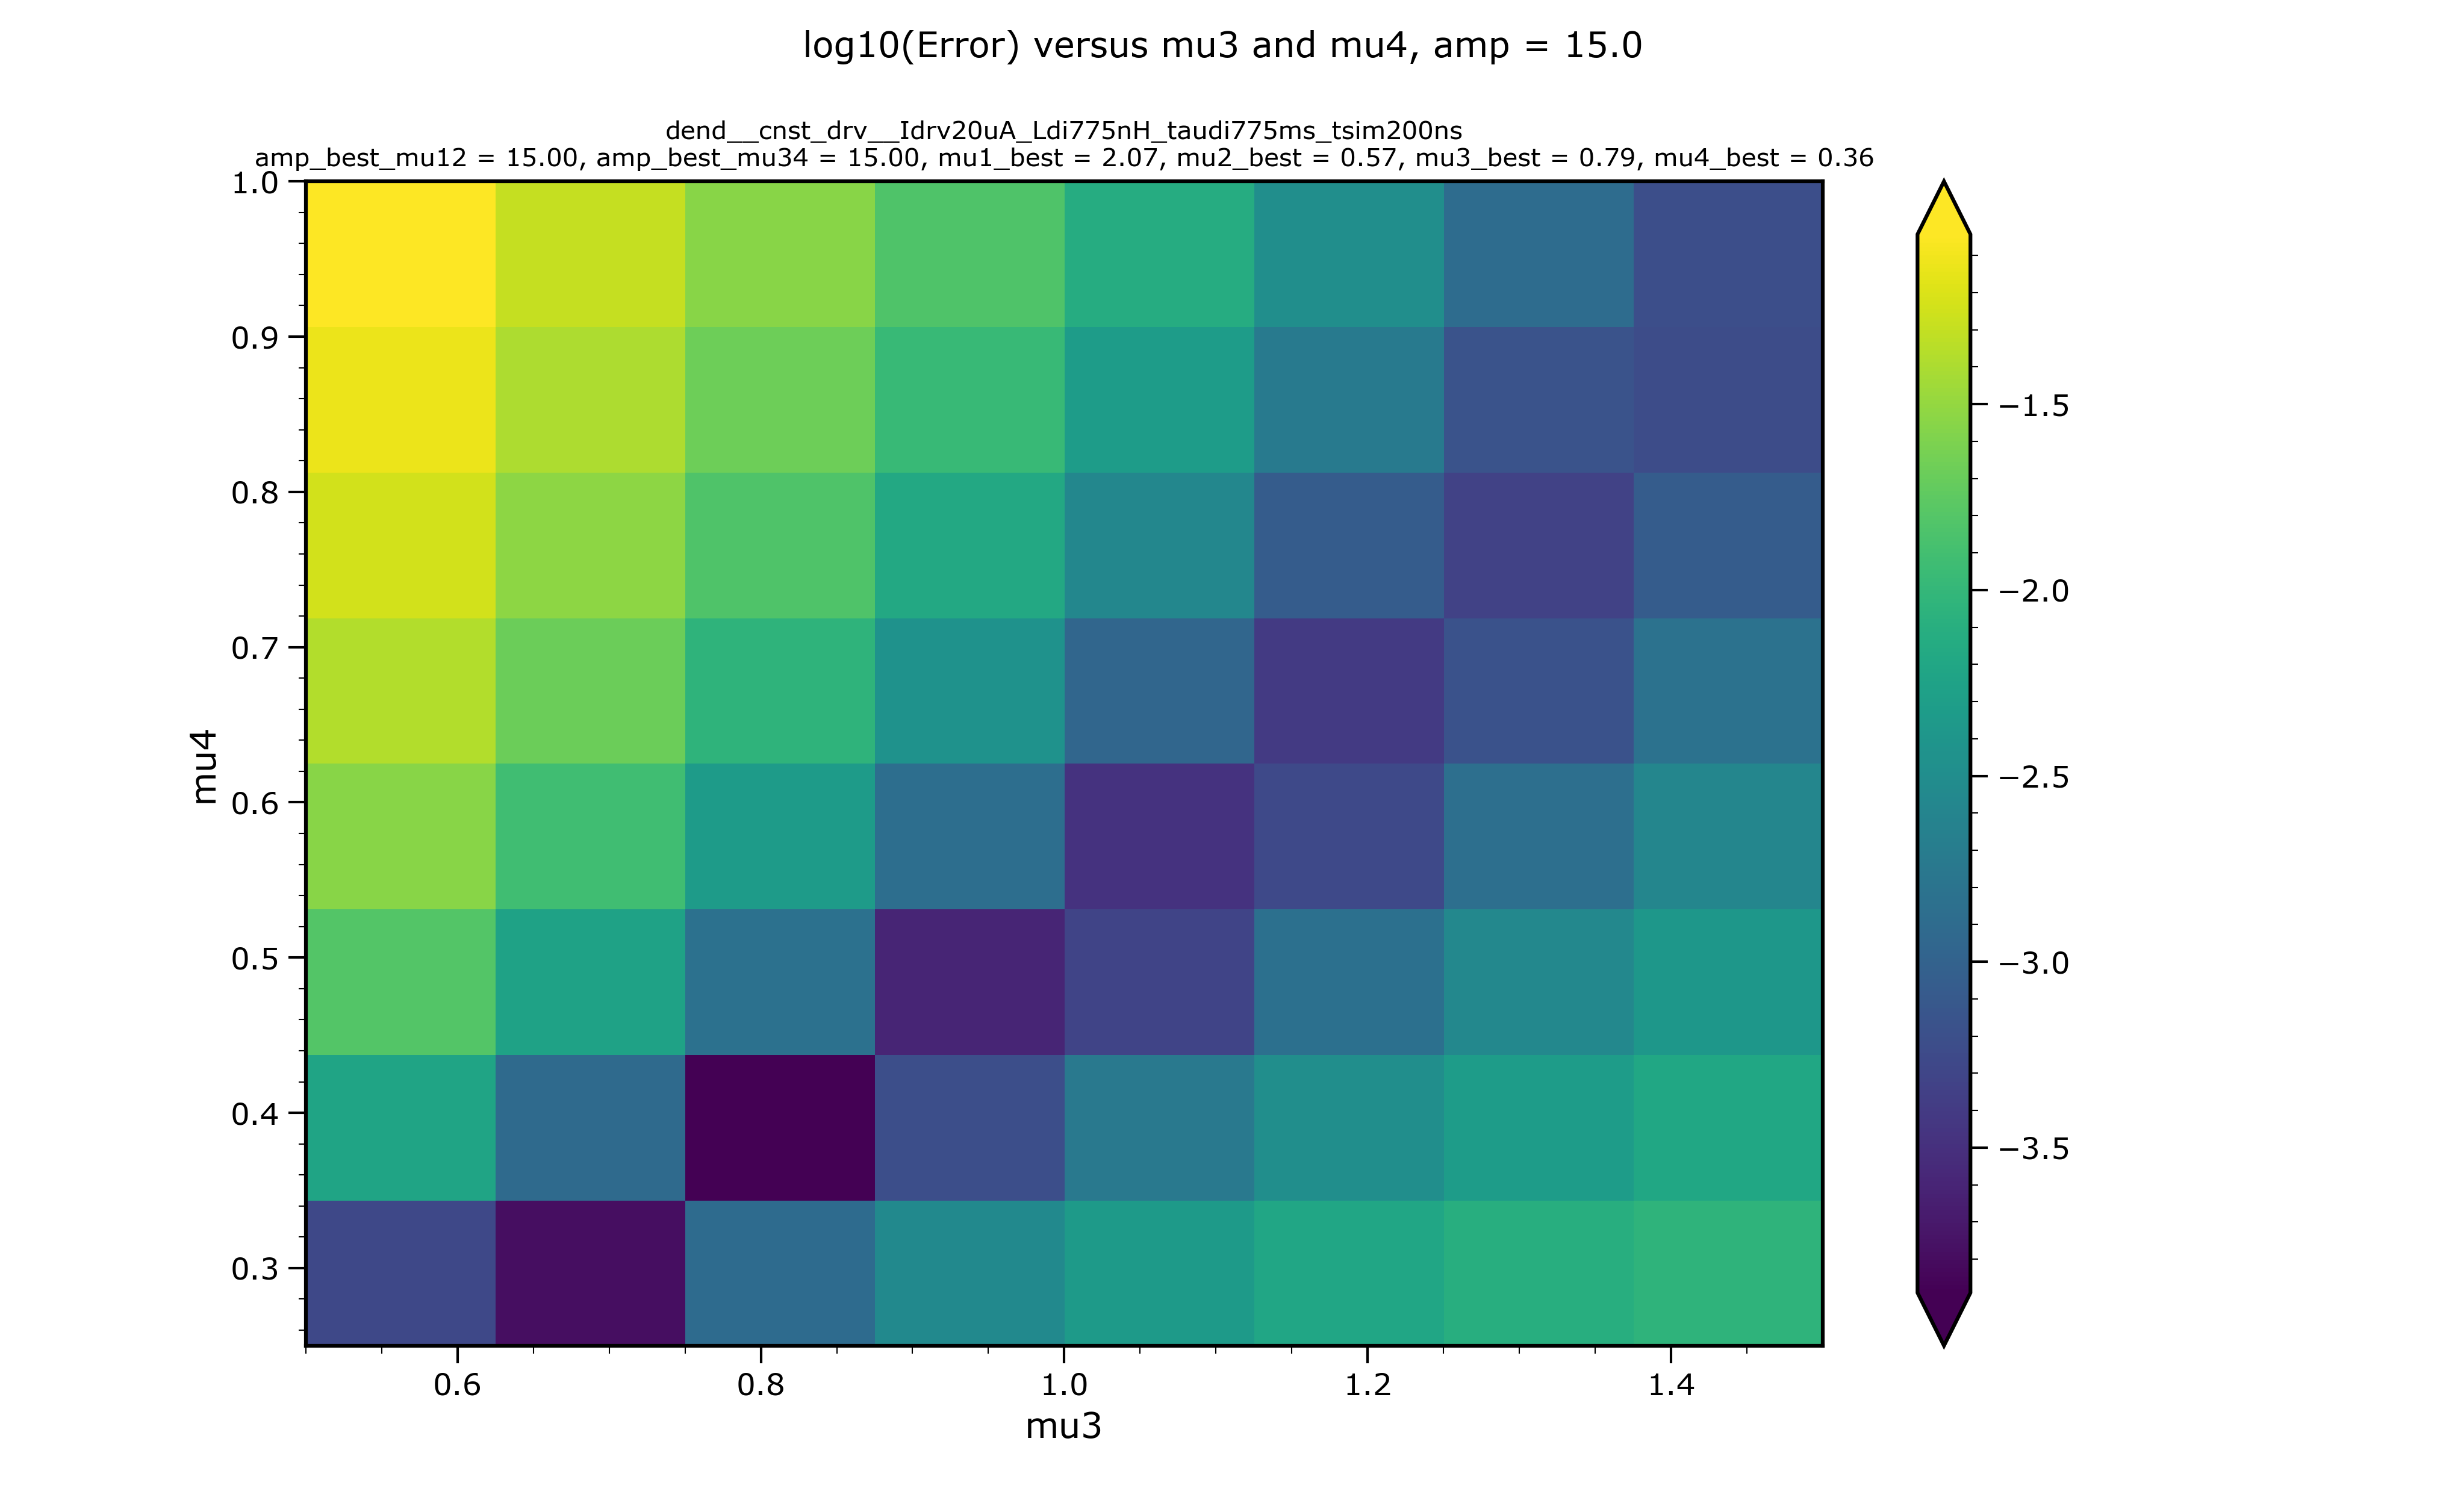 log10(Error) versus mu3 and mu4, amp = 15.0
dend__cnst_drv__Idrv20uA_Ldi775nH_taudi775ms_tsim200ns
amp_best_mu12 = 15.00, amp_best_mu34 = 15.00, mu1_best = 2.07, mu2_best = 0.57, mu3_best = 0.79, mu4_best = 0.36
1.0
0.9
0.8
0.7
0.6
0.5
0.4
0.3
mu4
0.6 0.8 1.0 1.2 1.4
mu3
−1.5
−2.0
−2.5
−3.0
−3.5